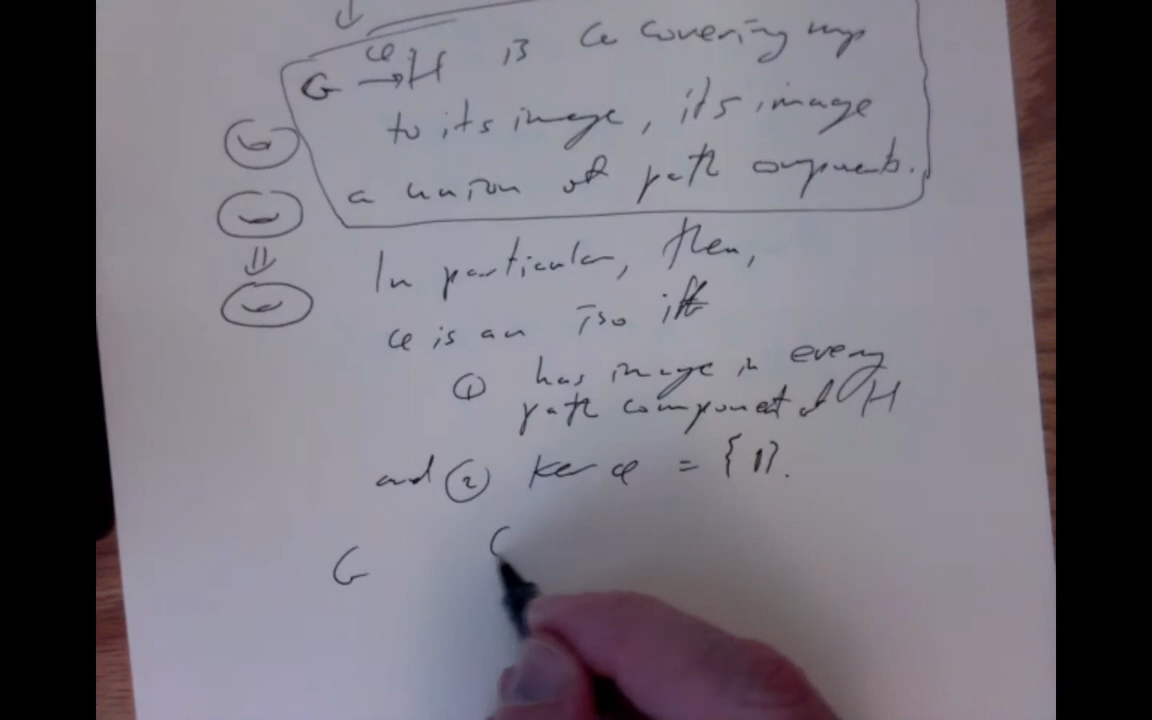 φ
G → H is a covering map
to its image, its image
a union of path components.
In particular, then,
φ is an iso iff
① has image in every
path component of H
and ② ker φ = {1}.
G